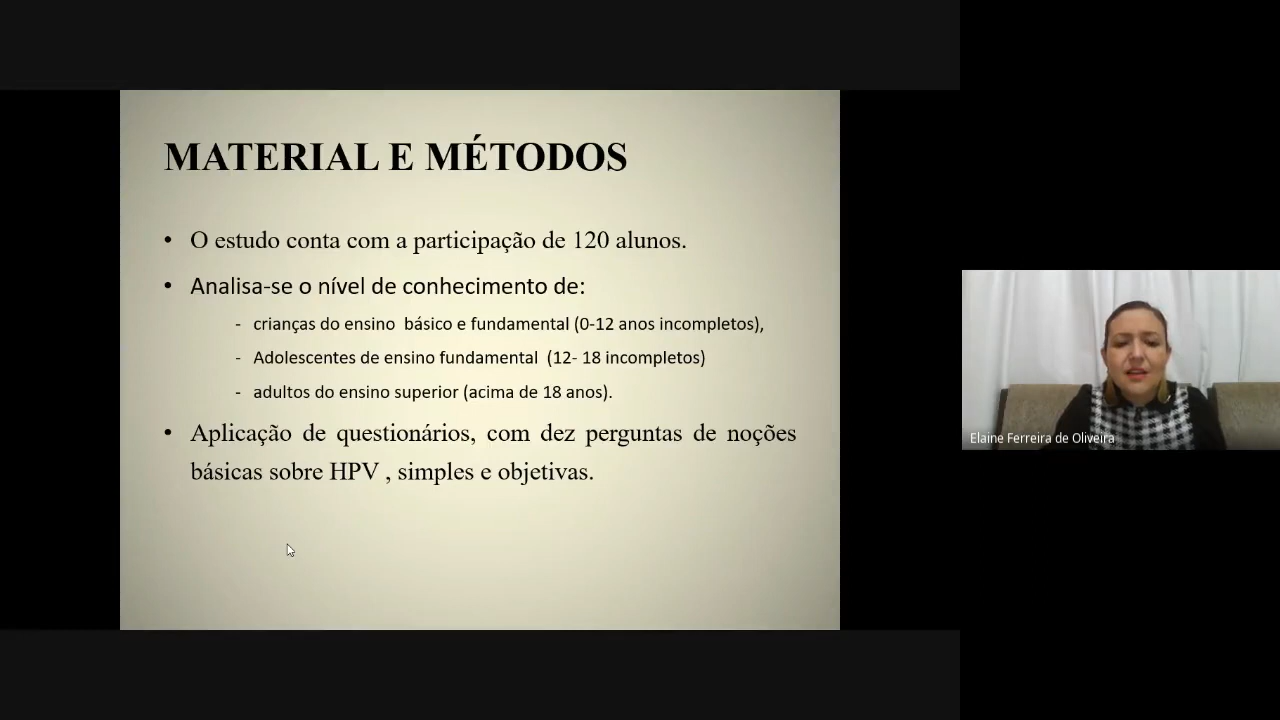 MATERIAL E MÉTODOS
• O estudo conta com a participação de 120 alunos.
• Analisa-se o nível de conhecimento de:
- crianças do ensino básico e fundamental (0-12 anos incompletos),
- Adolescentes de ensino fundamental (12- 18 incompletos)
- adultos do ensino superior (acima de 18 anos).
• Aplicação de questionários, com dez perguntas de noções
básicas sobre HPV , simples e objetivas.
Elaine Ferreira de Oliveira